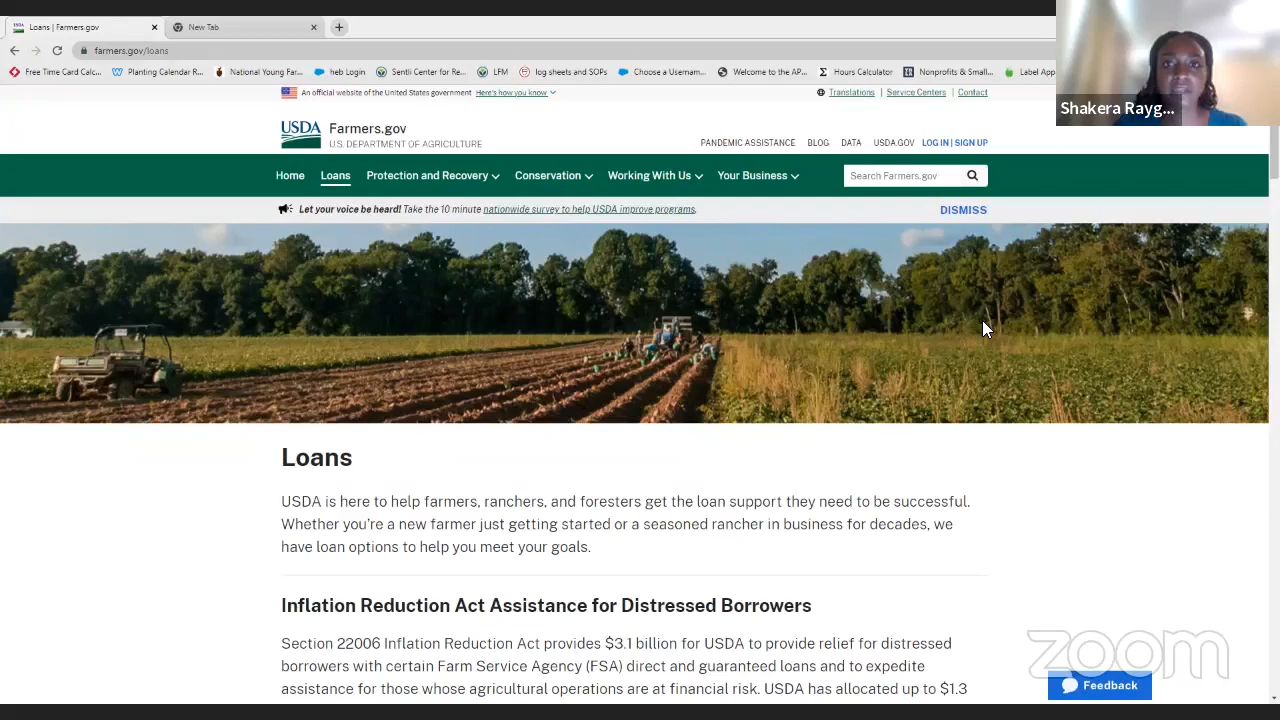 Loans | Farmers.gov
New Tab
farmers.gov/loans
Free Time Card Calc...
Planting Calendar R...
National Young Far...
heb Login
Sentli Center for Re...
LFM
log sheets and SOPs
Choose a Usernam...
Welcome to the AP...
Hours Calculator
Nonprofits & Small...
Label App
Shakera Rayg...
An official website of the United States government Here's how you know
Translations | Service Centers | Contact
USDA
Farmers.gov
U.S. DEPARTMENT OF AGRICULTURE
PANDEMIC ASSISTANCE BLOG DATA USDA.GOV LOG IN | SIGN UP
Home Loans Protection and Recovery Conservation Working With Us Your Business
Search Farmers.gov
Let your voice be heard! Take the 10 minute nationwide survey to help USDA improve programs.
DISMISS
Loans
USDA is here to help farmers, ranchers, and foresters get the loan support they need to be successful.
Whether you're a new farmer just getting started or a seasoned rancher in business for decades, we
have loan options to help you meet your goals.
Inflation Reduction Act Assistance for Distressed Borrowers
Section 22006 Inflation Reduction Act provides $3.1 billion for USDA to provide relief for distressed
borrowers with certain Farm Service Agency (FSA) direct and guaranteed loans and to expedite
assistance for those whose agricultural operations are at financial risk. USDA has allocated up to $1.3
zoom
Feedback